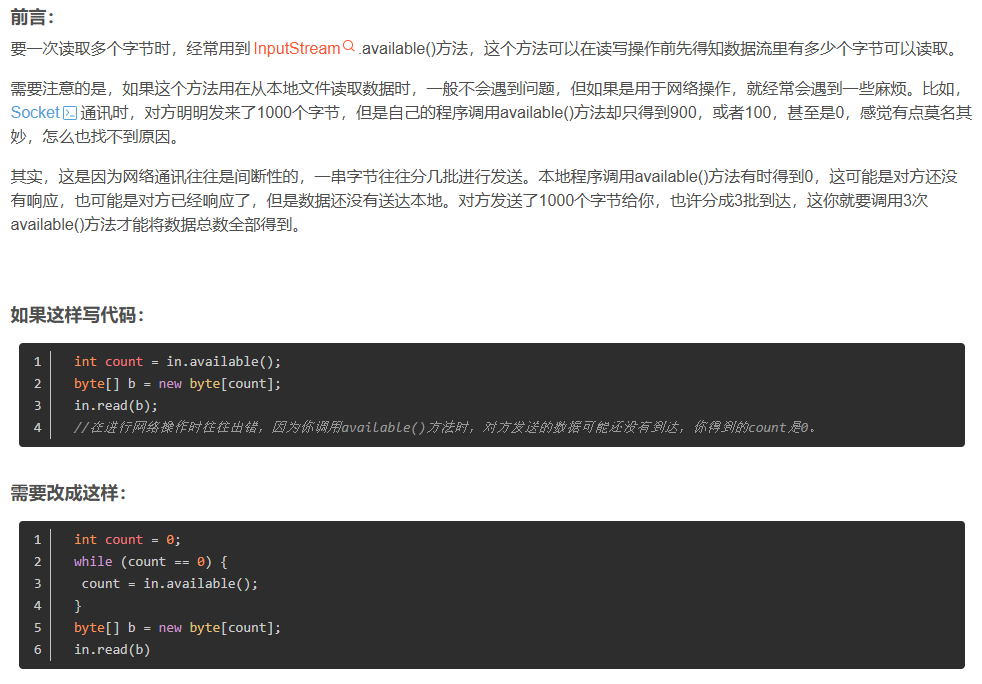 前言：
要一次读取多个字节时，经常用到InputStream.available()方法，这个方法可以在读写操作前先得知数据流里有多少个字节可以读取。
需要注意的是，如果这个方法用在从本地文件读取数据时，一般不会遇到问题，但如果是用于网络操作，就经常会遇到一些麻烦。比如，
Socket通讯时，对方明明发来了1000个字节，但是自己的程序调用available()方法却只得到900，或者100，甚至是0，感觉有点莫名其
妙，怎么也找不到原因。
其实，这是因为网络通讯往往是间断性的，一串字节往往分几批进行发送。本地程序调用available()方法有时得到0，这可能是对方还没
有响应，也可能是对方已经响应了，但是数据还没有送达本地。对方发送了1000个字节给你，也许分成3批到达，这你就要调用3次
available()方法才能将数据总数全部得到。
如果这样写代码：
1 int count = in.available();
2 byte[] b = new byte[count];
3 in.read(b);
4 //在进行网络操作时往往出错，因为你调用available()方法时，对方发送的数据可能还没有到达，你得到的count是0。
需要改成这样：
1 int count = 0;
2 while (count == 0) {
3 count = in.available();
4 }
5 byte[] b = new byte[count];
6 in.read(b)